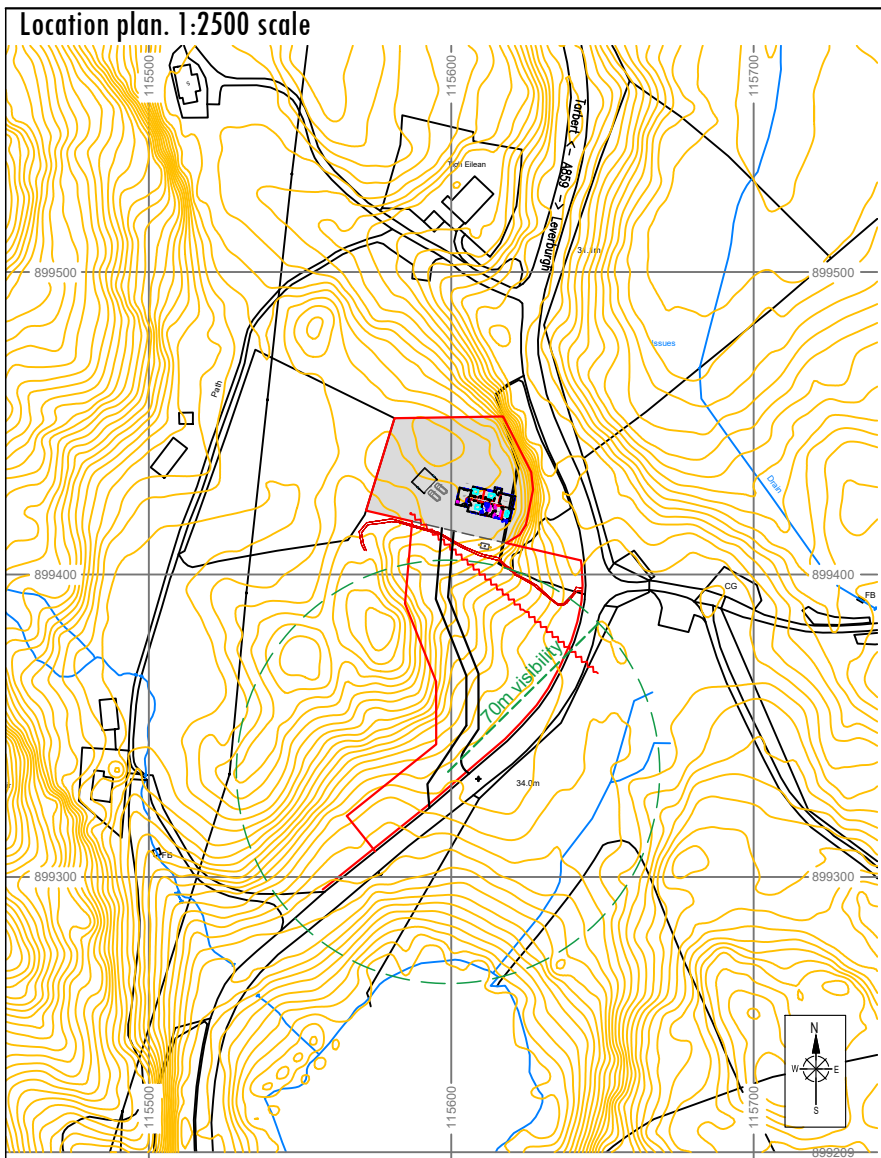 Location plan. 1:2500 scale
115500
115600
115700
S
Eilean
Tarbert <- A859 -> Leverburgh
899500
899500
Issues
Path
Drain
899400
899400
CG
FB
70m visibility
34.0m
FB
899300
899300
N
W
E
S
115500
115600
115700
899209